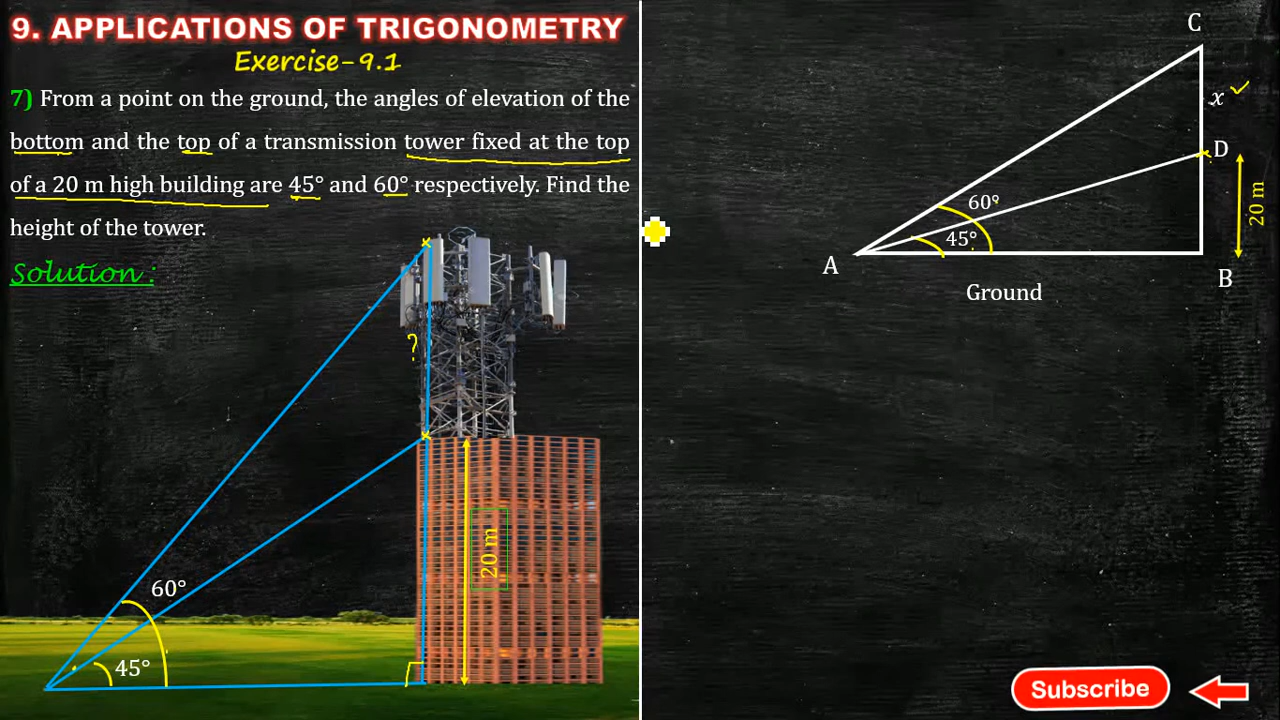 9. APPLICATIONS OF TRIGONOMETRY
Exercise-9.1
7) From a point on the ground, the angles of elevation of the
bottom and the top of a transmission tower fixed at the top
of a 20 m high building are 45° and 60° respectively. Find the
height of the tower.
Solution :
?
20 m
60°
45°
C
x
D
20 m
60°
45°
A
B
Ground
Subscribe